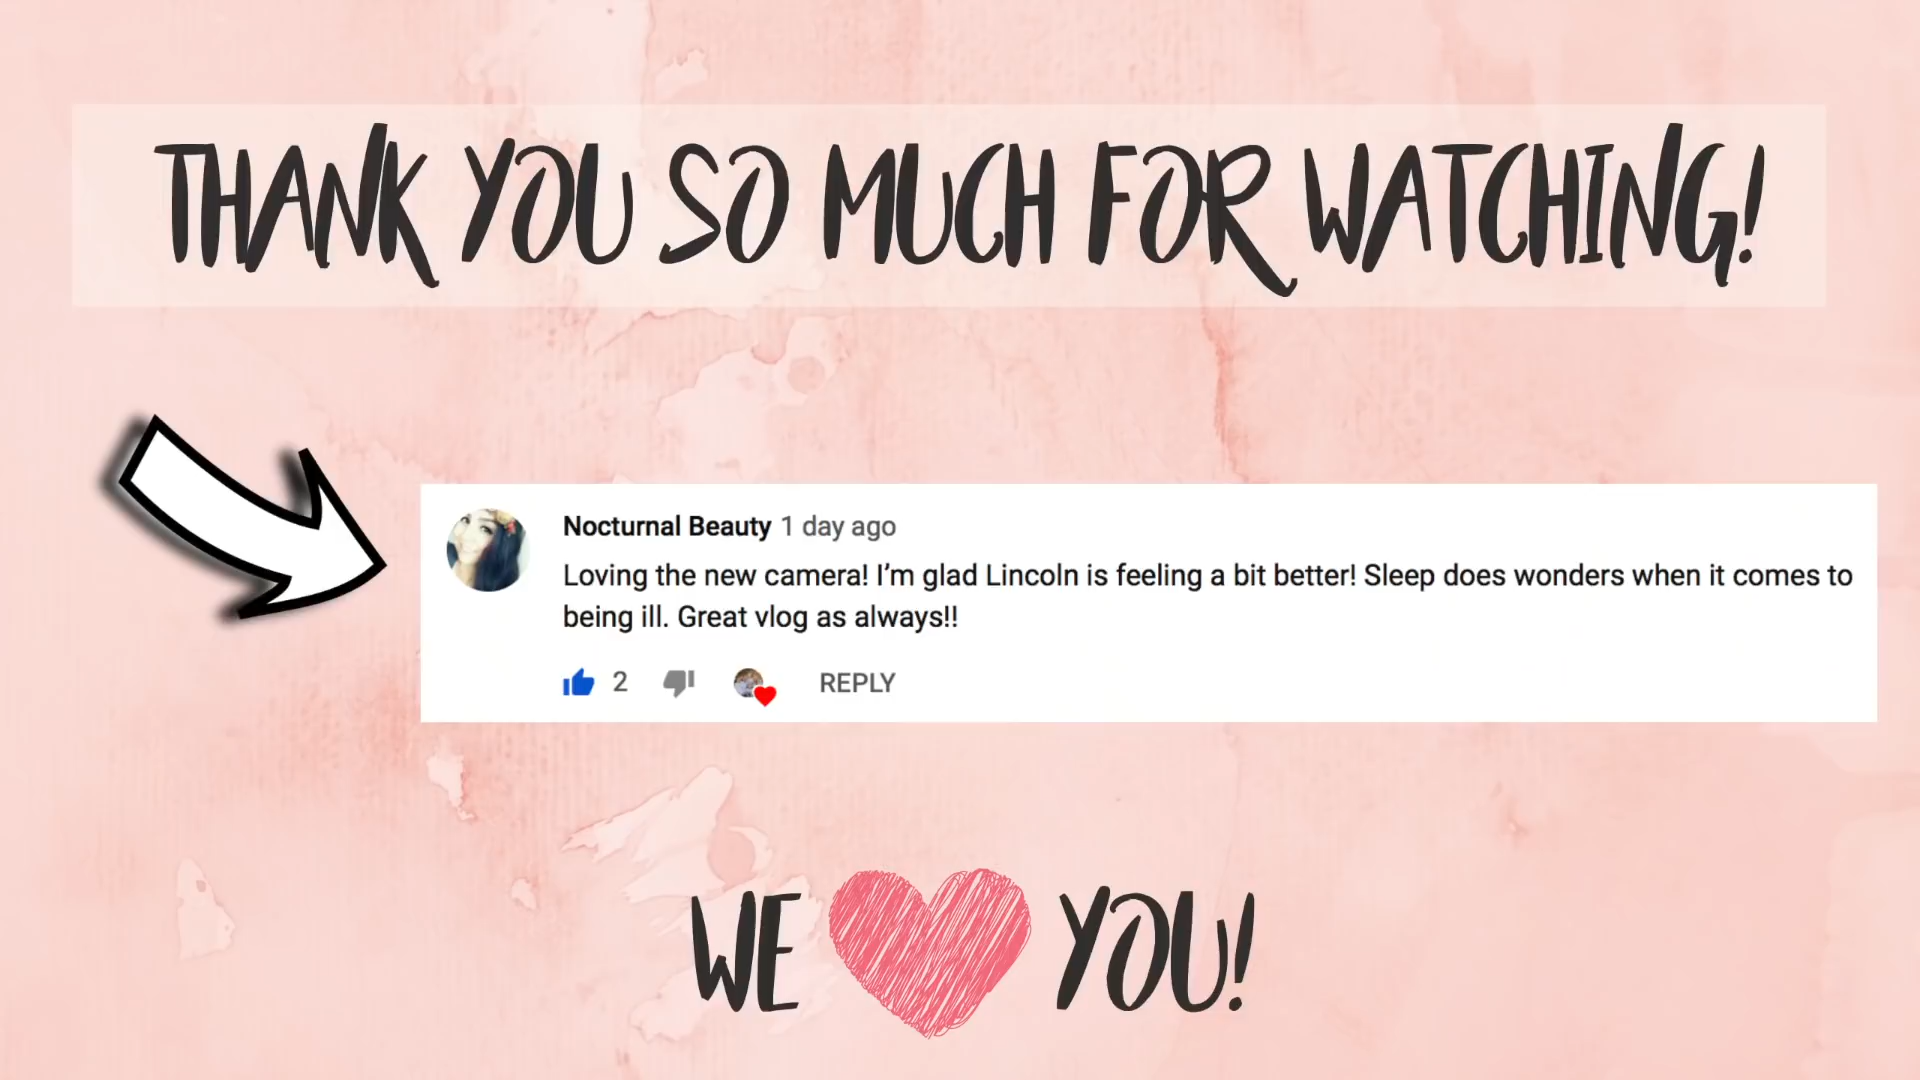 THANK YOU SO MUCH FOR WATCHING!
Nocturnal Beauty 1 day ago
Loving the new camera! I'm glad Lincoln is feeling a bit better! Sleep does wonders when it comes to
being ill. Great vlog as always!!
2 REPLY
WE YOU!